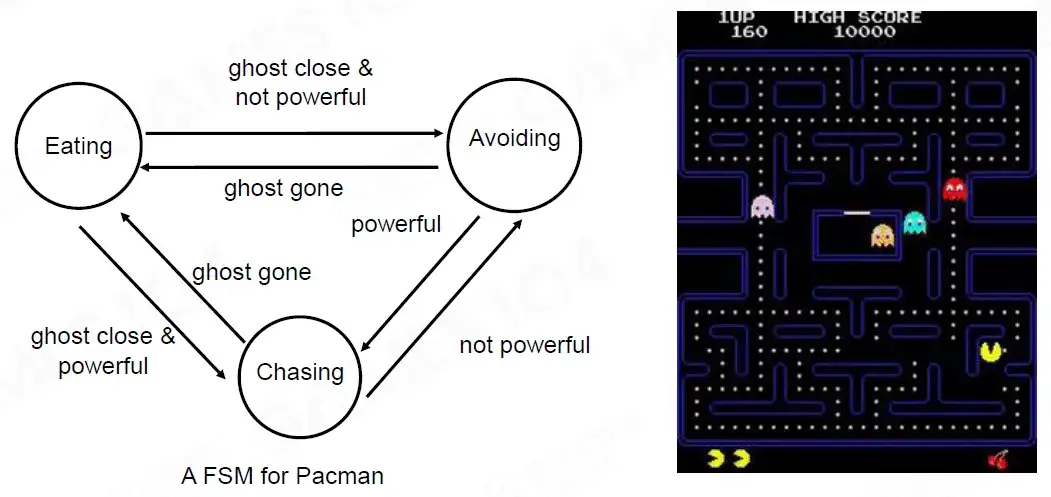 ghost close &
not powerful
Eating
Avoiding
ghost gone
powerful
ghost gone
ghost close &
powerful
not powerful
Chasing
A FSM for Pacman
1UP HIGH SCORE
160 10000